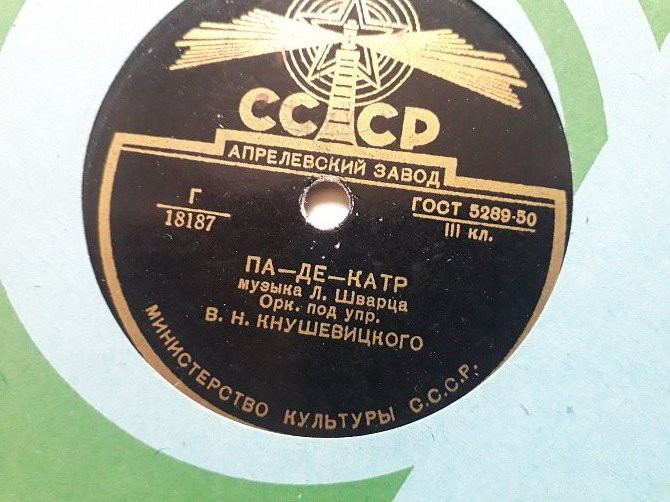 СССР
АПРЕЛЕВСКИЙ ЗАВОД
Г
18187
ГОСТ 5289-50
III кл.
ПА—ДЕ—КАТР
музыка Л. Шварца
Орк. под упр.
В. Н. КНУШЕВИЦКОГО
МИНИСТЕРСТВО КУЛЬТУРЫ С.С.С.Р.